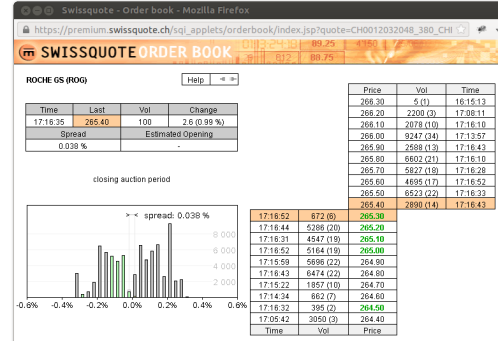 Swissquote - Order book - Mozilla Firefox
https://premium.swissquote.ch/sqi_applets/orderbook/index.jsp?quote=CH0012032048_380_CHI
SWISSQUOTE ORDER BOOK
ROCHE GS (ROG) Help
Time Last Vol Change
17:16:35 265.40 100 2.6 (0.99 %)
Spread Estimated Opening
0.038 % -
closing auction period
>-< spread: 0.038 %
8 000
6 000
4 000
2 000
-0.6% -0.4% -0.2% 0.0% 0.2% 0.4% 0.6%
Price Vol Time
266.30 5 (1) 16:15:13
266.20 2200 (3) 17:08:11
266.10 2078 (10) 17:16:10
266.00 9247 (34) 17:13:57
265.90 2588 (13) 17:16:43
265.80 6602 (21) 17:16:10
265.70 5827 (18) 17:16:28
265.60 4695 (17) 17:16:52
265.50 6523 (22) 17:16:33
265.40 2890 (14) 17:16:43
17:16:52 672 (6) 265.30
17:16:44 5286 (20) 265.20
17:16:31 4547 (19) 265.10
17:16:52 5164 (19) 265.00
17:15:59 5696 (22) 264.90
17:16:43 6474 (22) 264.80
17:15:22 1857 (10) 264.70
17:14:34 662 (7) 264.60
17:16:32 395 (2) 264.50
17:05:42 3050 (3) 264.40
Time Vol Price